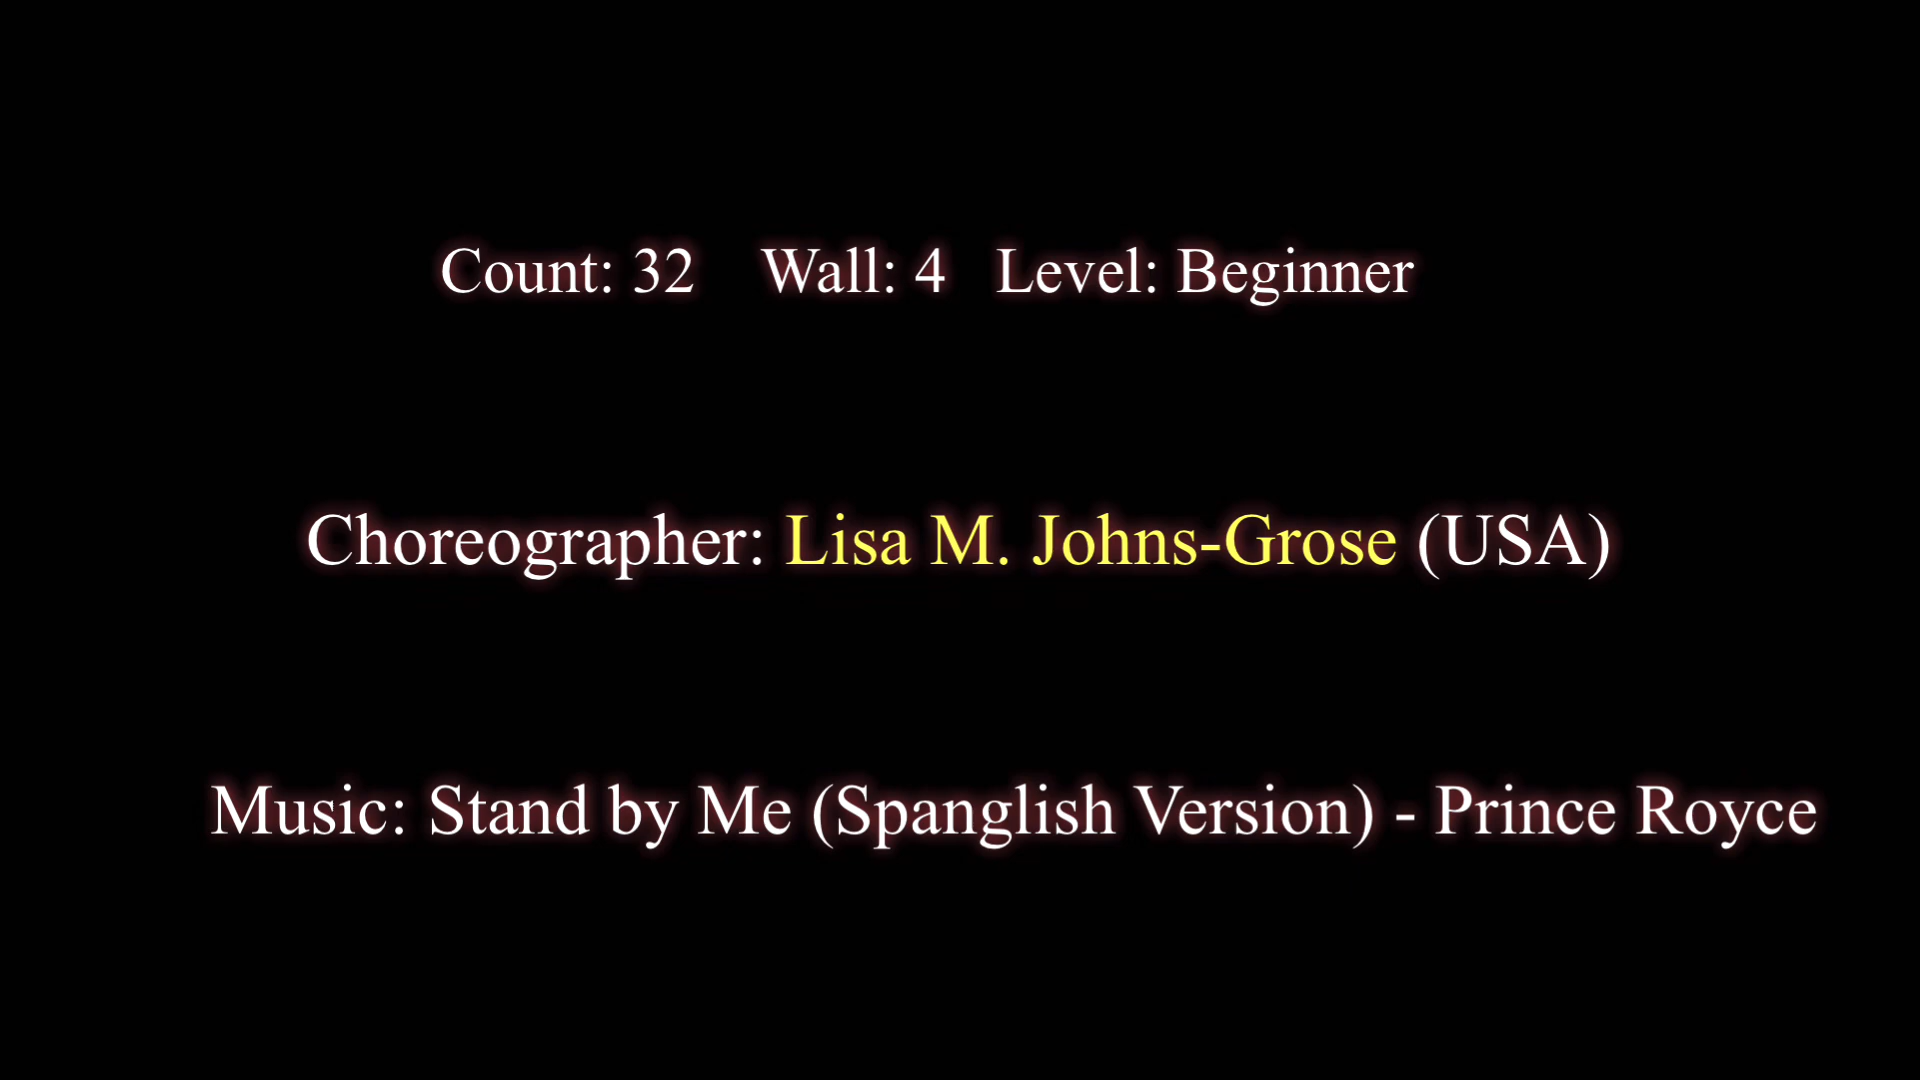 Count: 32    Wall: 4   Level: Beginner
Choreographer: Lisa M. Johns-Grose (USA)
Music: Stand by Me (Spanglish Version) - Prince Royce